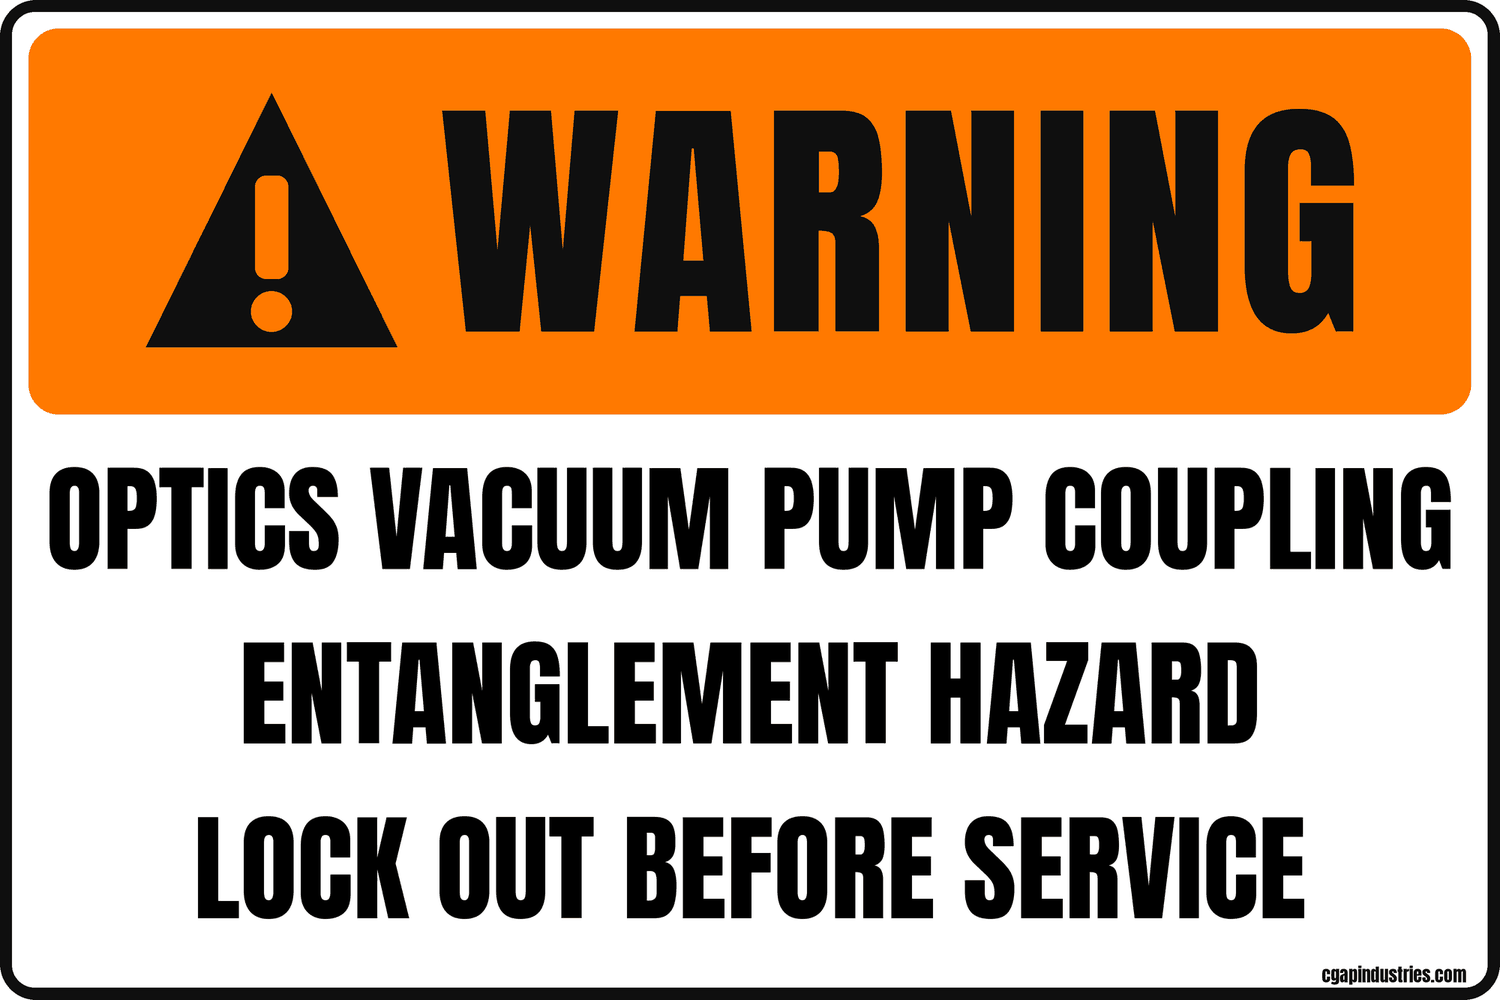 WARNING
OPTICS VACUUM PUMP COUPLING
ENTANGLEMENT HAZARD
LOCK OUT BEFORE SERVICE
cgapindustries.com